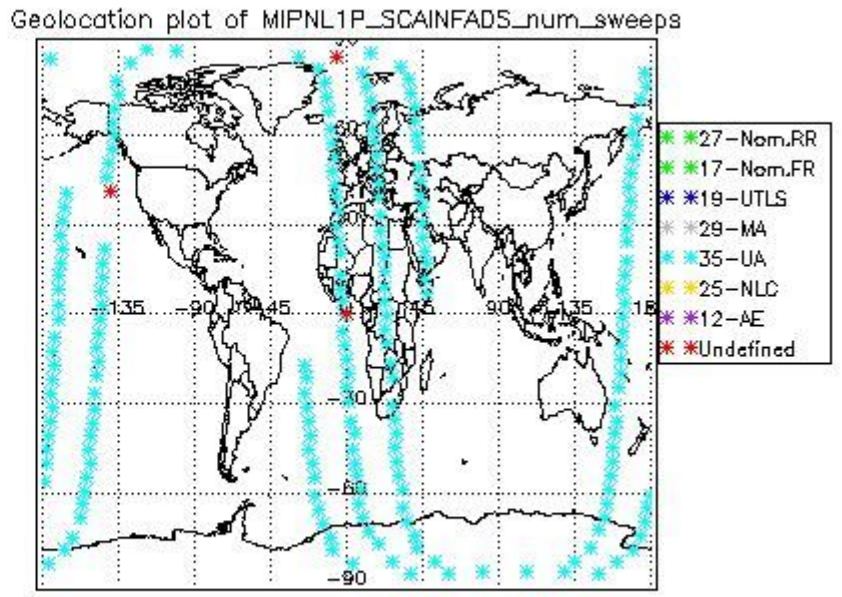 Geolocation plot of MIPNL1P_SCAINFADS_num_sweeps
27-Nom.RR
17-Nom.FR
19-UTLS
29-MA
35-UA
25-NLC
12-AE
Undefined
-135 -90 -45 45 90 135
-30
-60
-90